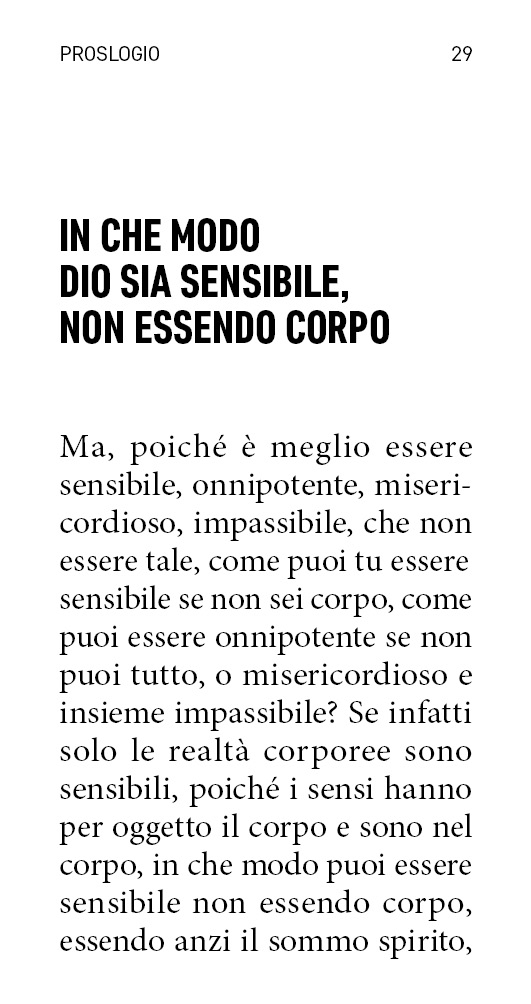 PROSLOGIO 29
IN CHE MODO
DIO SIA SENSIBILE,
NON ESSENDO CORPO
Ma, poiché è meglio essere
sensibile, onnipotente, miseri-
cordioso, impassibile, che non
essere tale, come puoi tu essere
sensibile se non sei corpo, come
puoi essere onnipotente se non
puoi tutto, o misericordioso e
insieme impassibile? Se infatti
solo le realtà corporee sono
sensibili, poiché i sensi hanno
per oggetto il corpo e sono nel
corpo, in che modo puoi essere
sensibile non essendo corpo,
essendo anzi il sommo spirito,